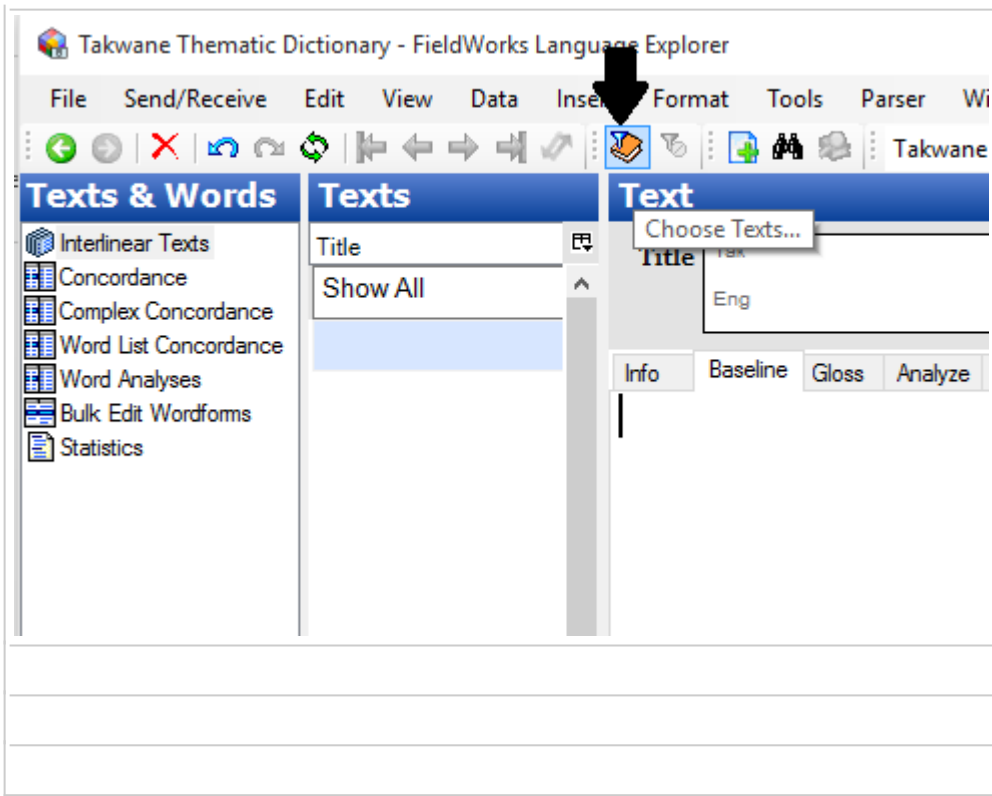 Takwane Thematic Dictionary - FieldWorks Language Explorer
File Send/Receive Edit View Data Format Tools Parser
Takwane
Texts & Words Texts Text
Interlinear Texts
Concordance
Complex Concordance
Word List Concordance
Word Analyses
Bulk Edit Wordforms
Statistics
Title
Show All
Choose Texts...
Title
Eng
Info Baseline Gloss Analyze